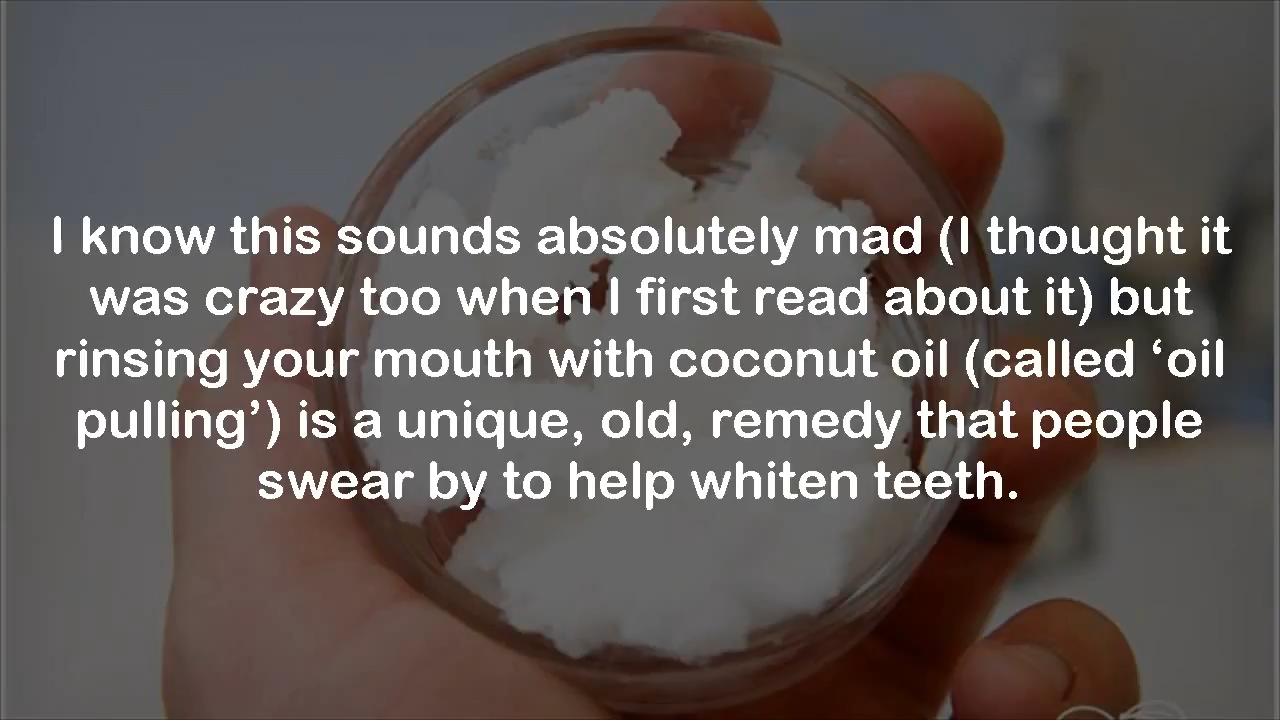 I know this sounds absolutely mad (I thought it
was crazy too when I first read about it) but
rinsing your mouth with coconut oil (called ‘oil
pulling’) is a unique, old, remedy that people
swear by to help whiten teeth.